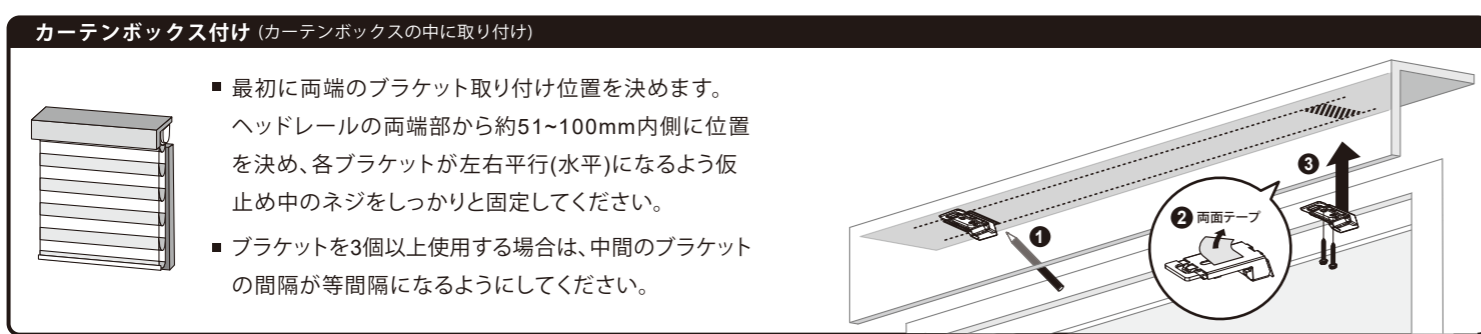 カーテンボックス付け (カーテンボックスの中に取り付け)
■ 最初に両端のブラケット取り付け位置を決めます。
ヘッドレールの両端部から約51~100mm内側に位置
を決め、各ブラケットが左右平行(水平)になるよう仮
止め中のネジをしっかりと固定してください。
■ ブラケットを3個以上使用する場合は、中間のブラケット
の間隔が等間隔になるようにしてください。
❶
❷ 両面テープ
❸